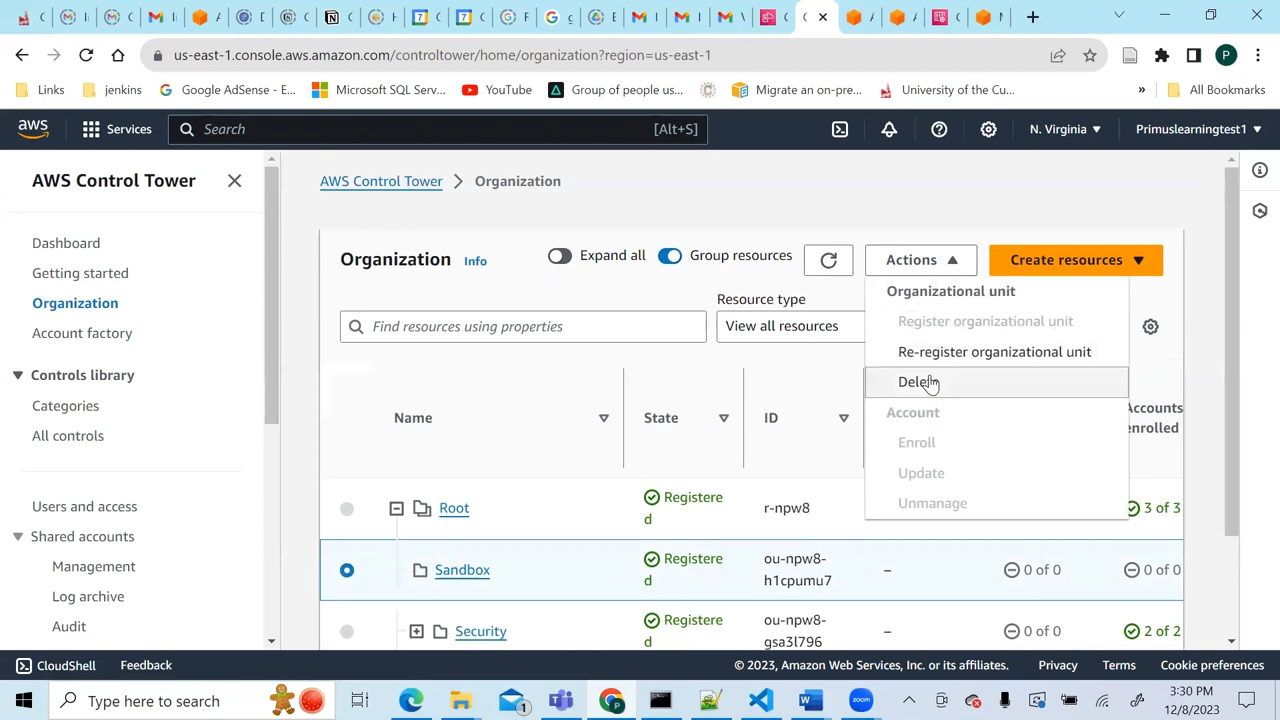 us-east-1.console.aws.amazon.com/controltower/home/organization?region=us-east-1
P
Links
jenkins
Google AdSense - E...
Microsoft SQL Serv...
YouTube
Group of people us...
Migrate an on-pre...
University of the Cu...
»
All Bookmarks
aws
Services
Search
[Alt+S]
N. Virginia
Primuslearningtest1
AWS Control Tower
Dashboard
Getting started
Organization
Account factory
Controls library
Categories
All controls
Users and access
Shared accounts
Management
Log archive
Audit
AWS Control Tower > Organization
Organization Info
Expand all
Group resources
Actions
Create resources
Find resources using properties
Resource type
View all resources
Organizational unit
Register organizational unit
Re-register organizational unit
Delete
Account
Enroll
Update
Unmanage
Name
State
ID
Accounts
enrolled
Root
Registere
d
r-npw8
3 of 3
Sandbox
Registere
d
ou-npw8-
h1cpumu7
–
0 of 0
0 of 0
Security
Registere
d
ou-npw8-
gsa3l796
–
0 of 0
2 of 2
CloudShell
Feedback
© 2023, Amazon Web Services, Inc. or its affiliates.
Privacy
Terms
Cookie preferences
Type here to search
1
zoom
3:30 PM
12/8/2023